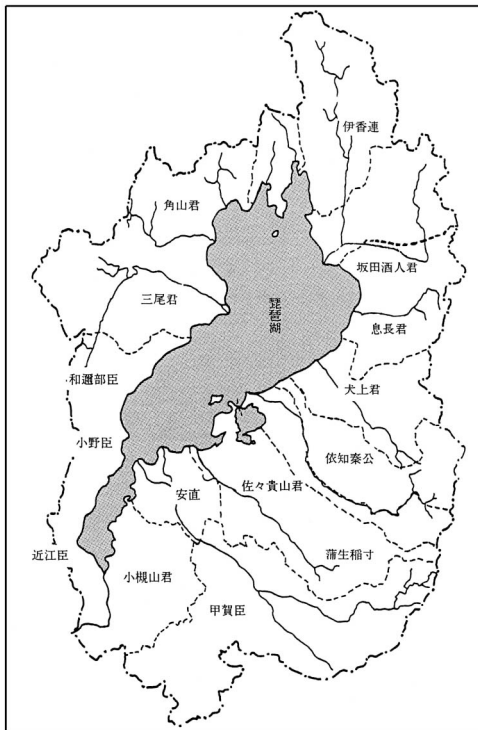 伊香連
角山君
坂田酒人君
三尾君
琵琶湖
息長君
和邇部臣
犬上君
小野臣
依知秦公
佐々貴山君
安直
近江臣
蒲生稲寸
小槻山君
甲賀臣